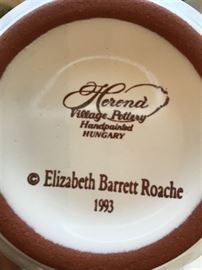 Herend
Village Pottery
Handpainted
HUNGARY
© Elizabeth Barrett Roache
1993